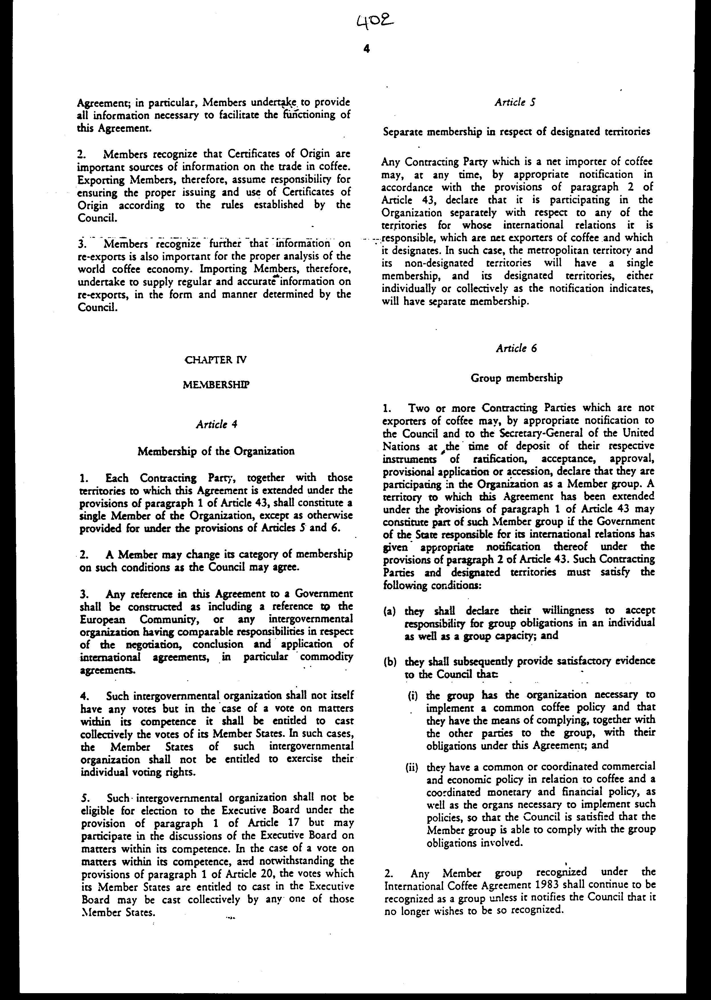 402
4
Agreement; in particular, Members undertake to provide
all information necessary to facilitate the functioning of
this Agreement.
2. Members recognize that Certificates of Origin are
important sources of information on the trade in coffee.
Exporting Members, therefore, assume responsibility for
ensuring the proper issuing and use of Certificates of
Origin according to the rules established by the
Council.
3. Members recognize further that information on
re-exports is also important for the proper analysis of the
world coffee economy. Importing Members, therefore,
undertake to supply regular and accurate information on
re-exports, in the form and manner determined by the
Council.
CHAPTER IV
MEMBERSHIP
Article 4
Membership of the Organization
1. Each Contracting Party, together with those
territories to which this Agreement is extended under the
provisions of paragraph 1 of Article 43, shall constitute a
single Member of the Organization, except as otherwise
provided for under the provisions of Articles 5 and 6.
2. A Member may change its category of membership
on such conditions as the Council may agree.
3. Any reference in this Agreement to a Government
shall be constructed as including a reference to the
European Community, or any intergovernmental
organization having comparable responsibilities in respect
of the negotiation, conclusion and application of
international agreements, in particular commodity
agreements.
4. Such intergovernmental organization shall not itself
have any votes but in the case of a vote on matters
within its competence it shall be entitled to cast
collectively the votes of its Member States. In such cases,
the Member States of such intergovernmental
organization shall not be entitled to exercise their
individual voting rights.
5. Such intergovernmental organization shall not be
eligible for election to the Executive Board under the
provision of paragraph 1 of Article 17 but may
participate in the discussions of the Executive Board on
matters within its competence. In the case of a vote on
matters within its competence, and notwithstanding the
provisions of paragraph 1 of Article 20, the votes which
its Member States are entitled to cast in the Executive
Board may be cast collectively by any one of those
Member States.
Article 5
Separate membership in respect of designated territories
Any Contracting Party which is a net importer of coffee
may, at any time, by appropriate notification in
accordance with the provisions of paragraph 2 of
Article 43, declare that it is participating in the
Organization separately with respect to any of the
territories for whose international relations it is
responsible, which are net exporters of coffee and which
it designates. In such case, the metropolitan territory and
its non-designated territories will have a single
membership, and its designated territories, either
individually or collectively as the notification indicates,
will have separate membership.
Article 6
Group membership
1. Two or more Contracting Parties which are not
exporters of coffee may, by appropriate notification to
the Council and to the Secretary-General of the United
Nations at the time of deposit of their respective
instruments of ratification, acceptance, approval,
provisional application or accession, declare that they are
participating in the Organization as a Member group. A
territory to which this Agreement has been extended
under the provisions of paragraph 1 of Article 43 may
constitute part of such Member group if the Government
of the State responsible for its international relations has
given appropriate notification thereof under the
provisions of paragraph 2 of Article 43. Such Contracting
Parties and designated territories must satisfy the
following conditions:
(a) they shall declare their willingness to accept
responsibility for group obligations in an individual
as well as a group capacity; and
(b) they shall subsequently provide satisfactory evidence
to the Council that:
(i) the group has the organization necessary to
implement a common coffee policy and that
they have the means of complying, together with
the other parties to the group, with their
obligations under this Agreement; and
(ii) they have a common or coordinated commercial
and economic policy in relation to coffee and a
coordinated monetary and financial policy, as
well as the organs necessary to implement such
policies, so that the Council is satisfied that the
Member group is able to comply with the group
obligations involved.
2. Any Member group recognized under the
International Coffee Agreement 1983 shall continue to be
recognized as a group unless it notifies the Council that it
no longer wishes to be so recognized.